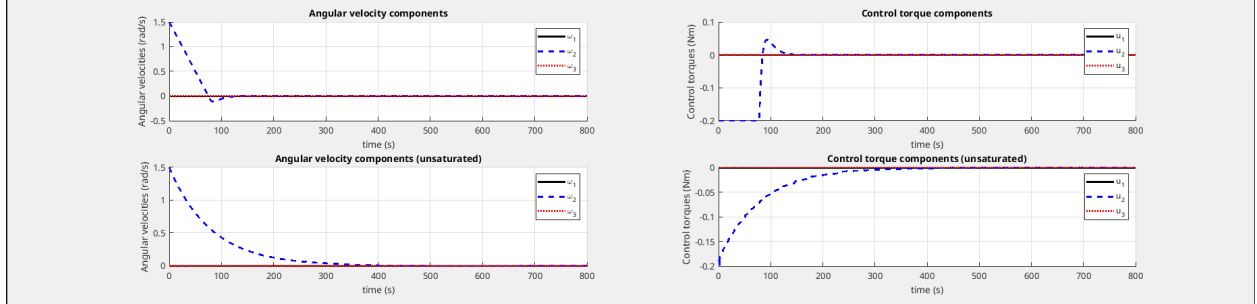 Angular velocity components
Angular velocities (rad/s)
1.5
1
0.5
0
-0.5
0 100 200 300 400 500 600 700 800
time (s)
ω1
ω2
ω3
Control torque components
Control torques (Nm)
0.1
0
-0.1
-0.2
0 100 200 300 400 500 600 700 800
time (s)
u1
u2
u3
Angular velocity components (unsaturated)
Angular velocities (rad/s)
1.5
1
0.5
0
0 100 200 300 400 500 600 700 800
time (s)
ω1
ω2
ω3
Control torque components (unsaturated)
Control torques (Nm)
0
-0.05
-0.1
-0.15
-0.2
0 100 200 300 400 500 600 700 800
time (s)
u1
u2
u3